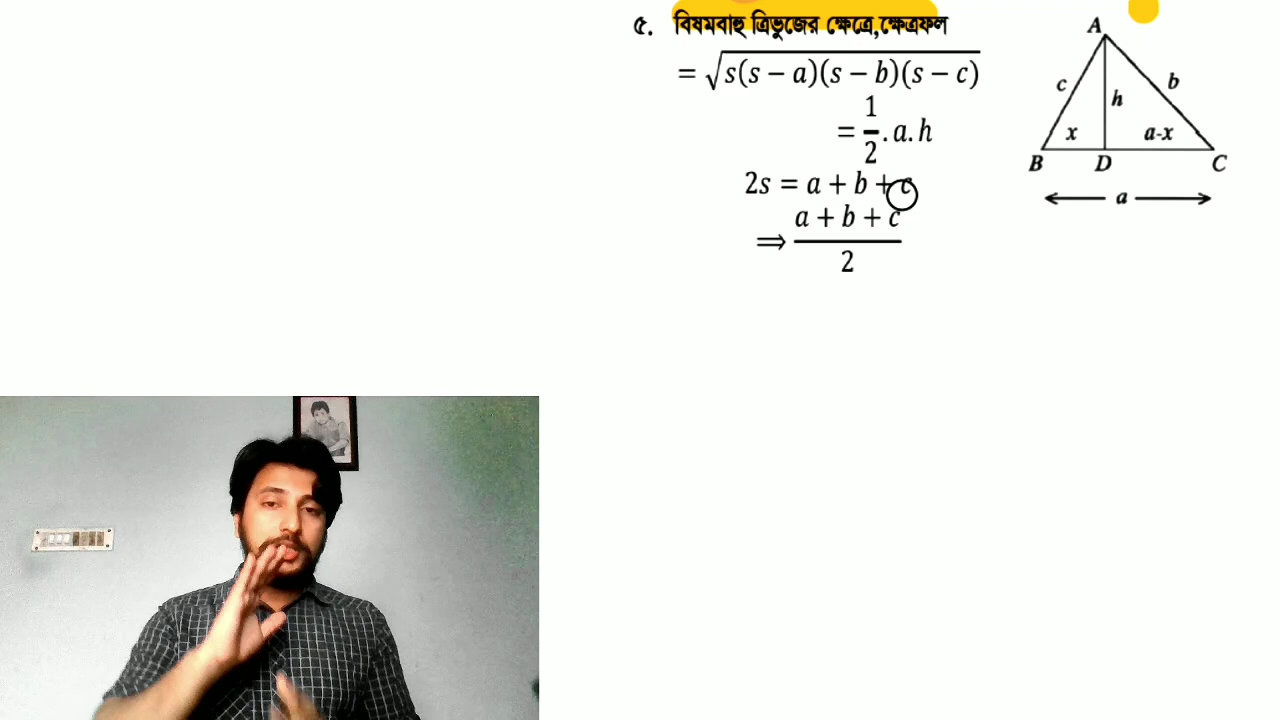 ৫. বিষমবাহু ত্রিভুজের ক্ষেত্রে,ক্ষেত্রফল
= √s(s − a)(s − b)(s − c)
= 1/2 . a. h
2s = a + b + c
⇒ a + b + c / 2
A
c
b
h
x
a-x
B
D
C
a